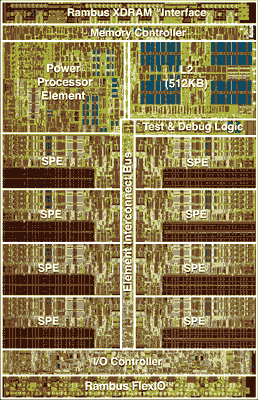 Rambus XDRAM™ Interface
Memory Controller
Power
Processor
Element
L2
(512KB)
Test & Debug Logic
Element Interconnect Bus
SPE
SPE
SPE
SPE
SPE
SPE
SPE
SPE
I/O Controller
Rambus FlexIO™